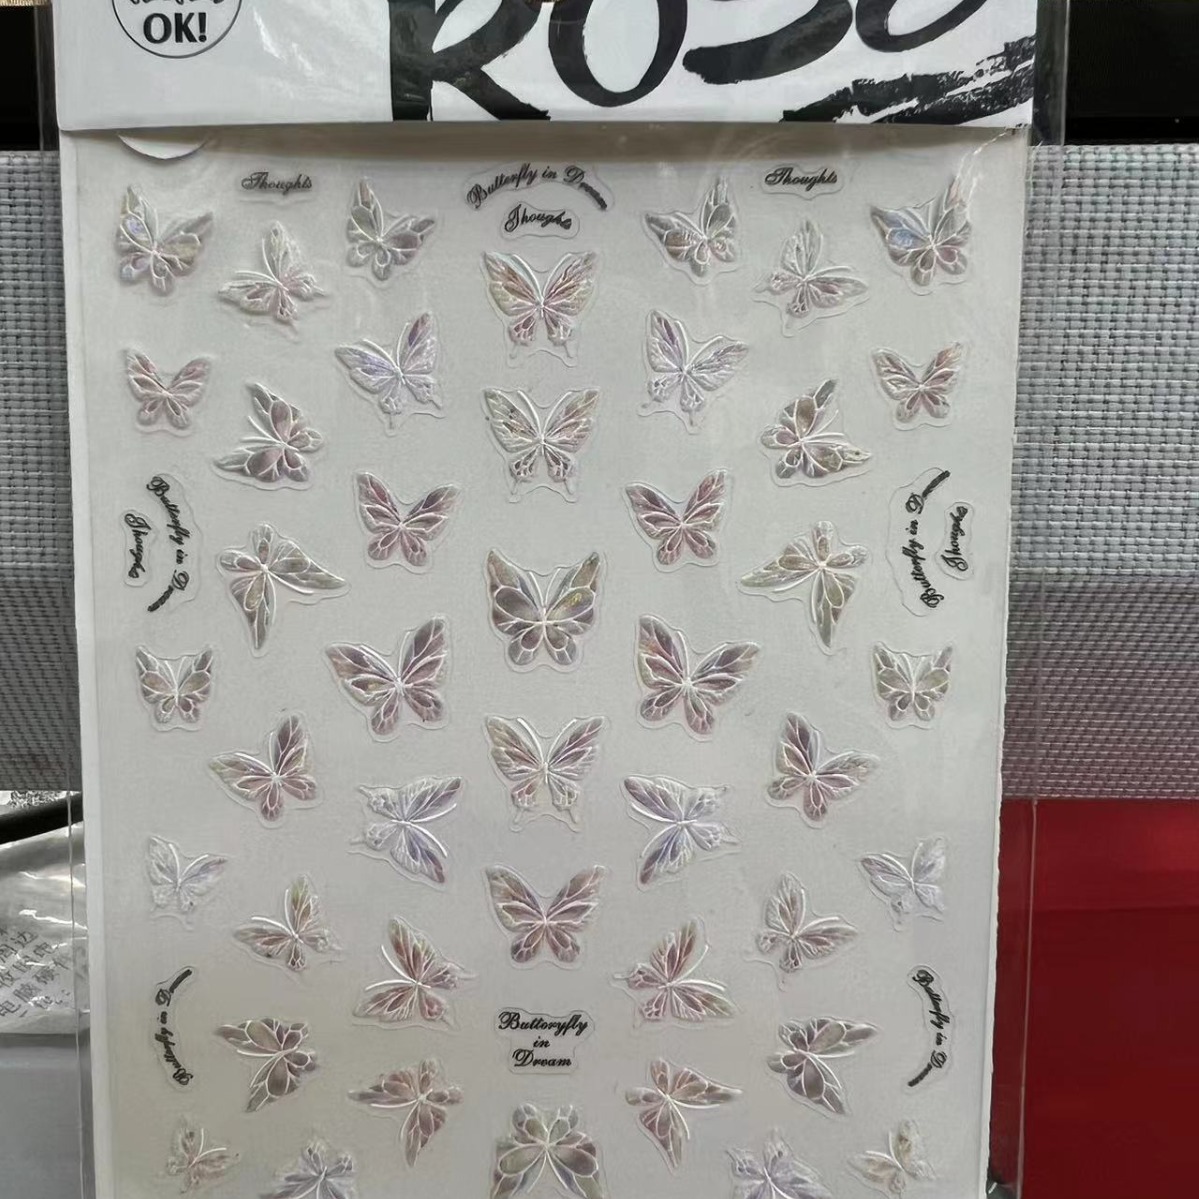 OK!
Rose
Thoughts
Butterfly in Dream
Thoughts
Thoughts
Butterfly in Dream
Thoughts
Butterfly in Dream
Thoughts
Butterfly in Dream
Buttoryfly
in
Dream
Butterfly in Dream